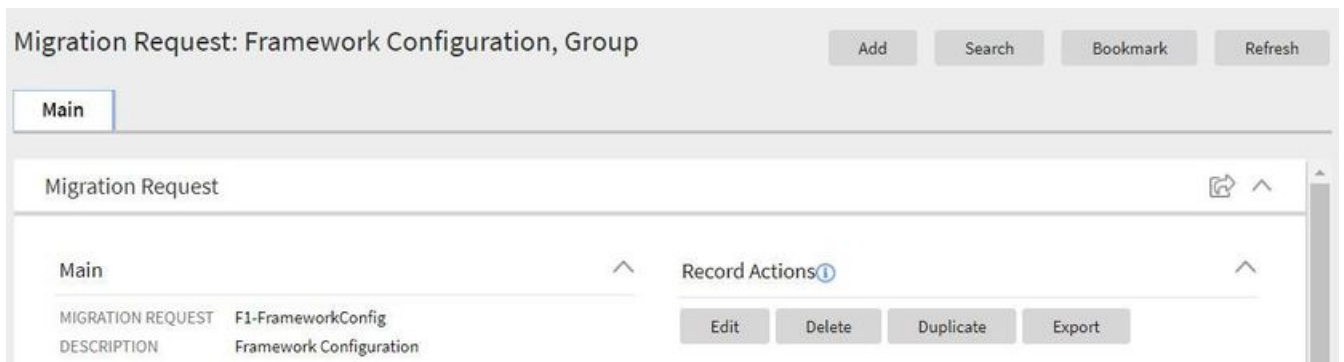 Migration Request: Framework Configuration, Group
Add Search Bookmark Refresh
Main
Migration Request
Main
MIGRATION REQUEST F1-FrameworkConfig
DESCRIPTION Framework Configuration
Record Actions
Edit Delete Duplicate Export